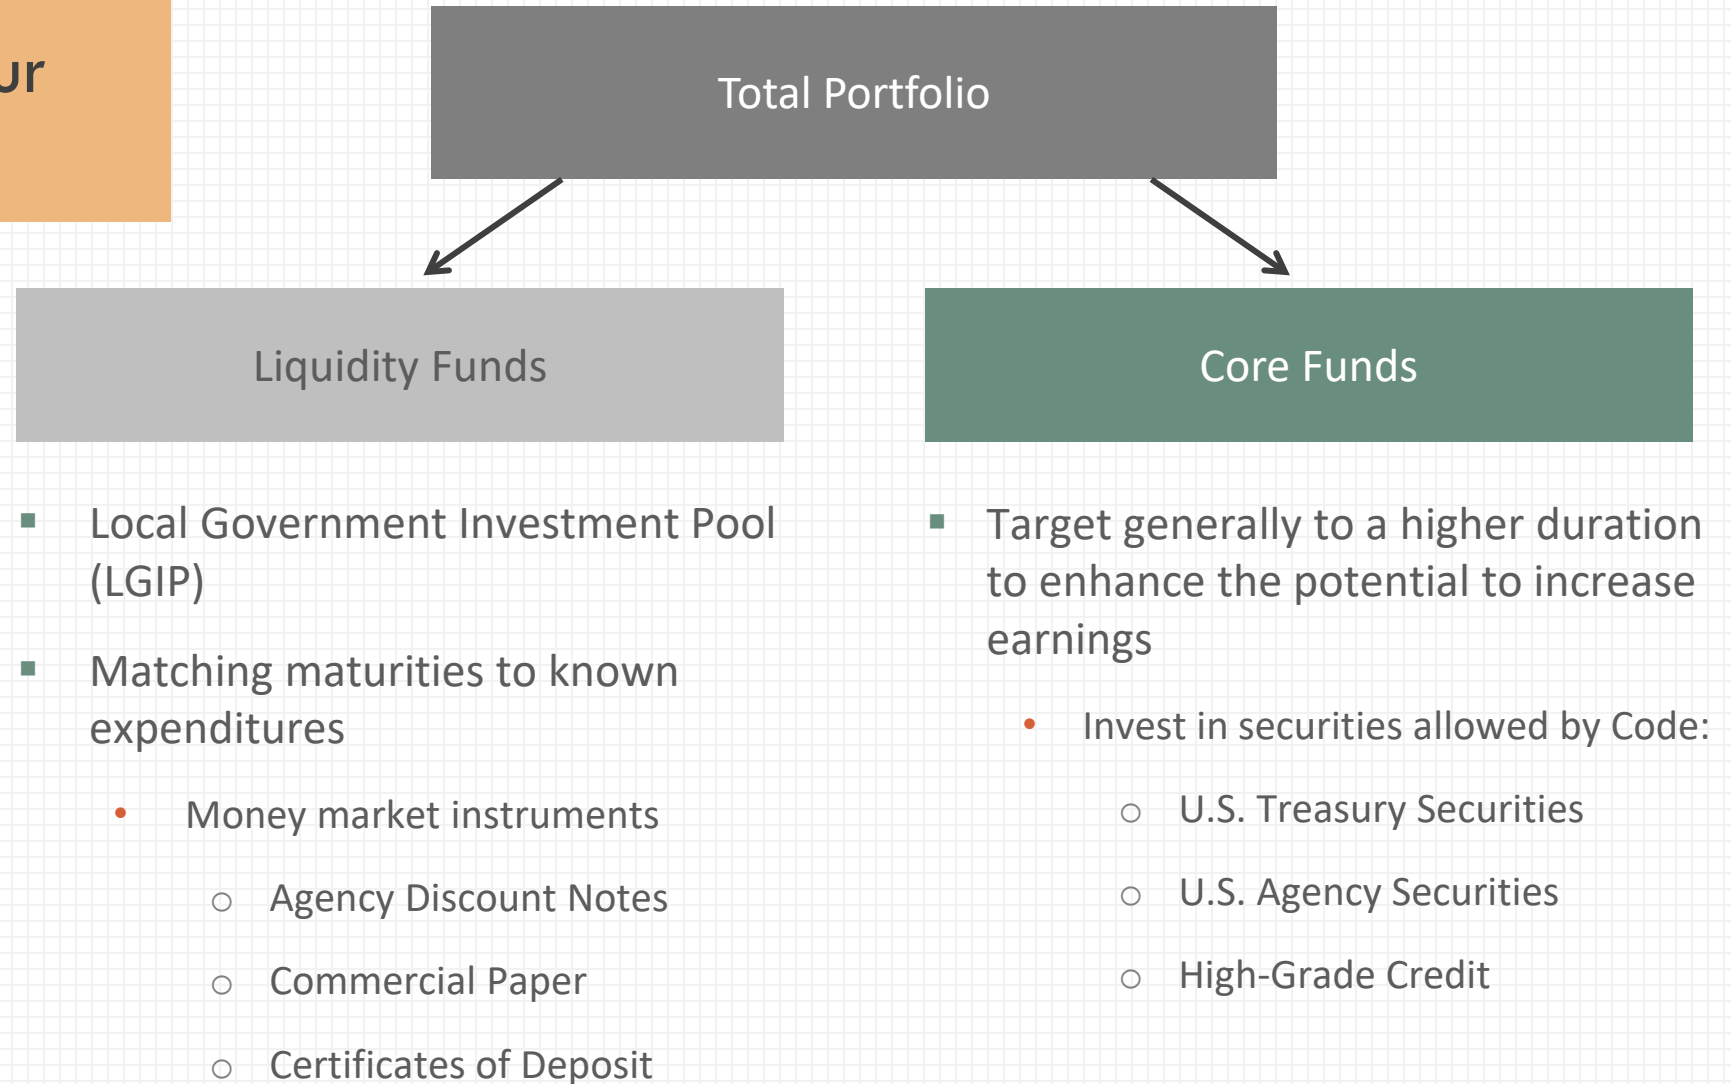 Total Portfolio
Liquidity Funds
Local Government Investment Pool
(LGIP)
Matching maturities to known
expenditures
Money market instruments
Agency Discount Notes
Commercial Paper
Certificates of Deposit
Core Funds
Target generally to a higher duration
to enhance the potential to increase
earnings
Invest in securities allowed by Code:
U.S. Treasury Securities
U.S. Agency Securities
High-Grade Credit